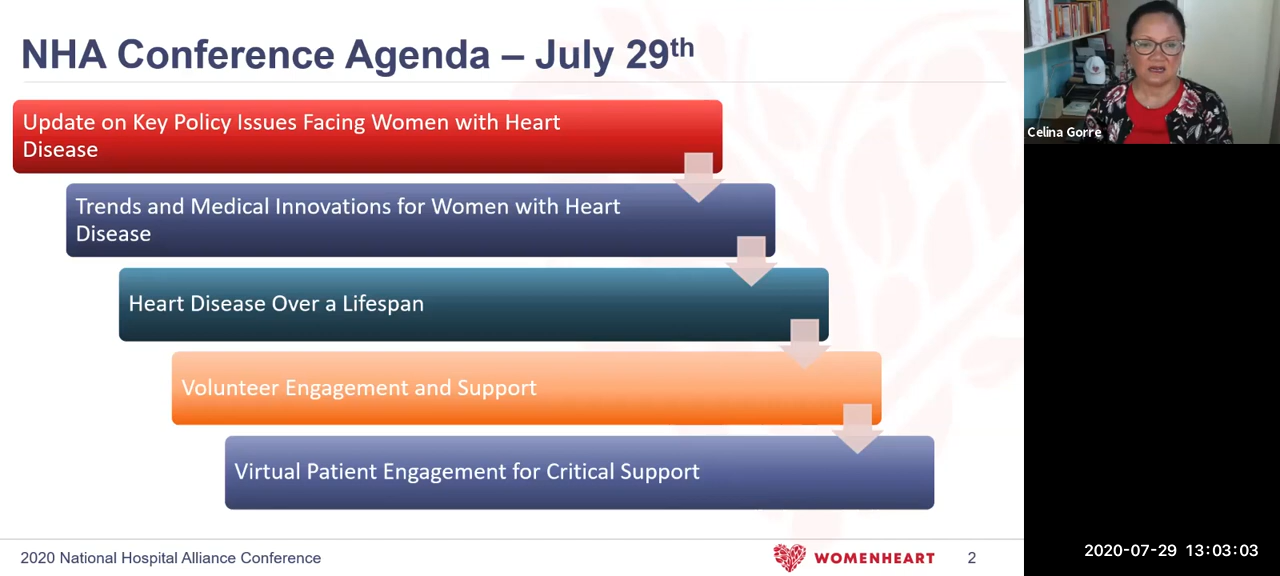 NHA Conference Agenda – July 29th
Update on Key Policy Issues Facing Women with Heart
Disease
Trends and Medical Innovations for Women with Heart
Disease
Heart Disease Over a Lifespan
Volunteer Engagement and Support
Virtual Patient Engagement for Critical Support
2020 National Hospital Alliance Conference
WOMENHEART
2
Celina Gorre
2020-07-29 13:03:03